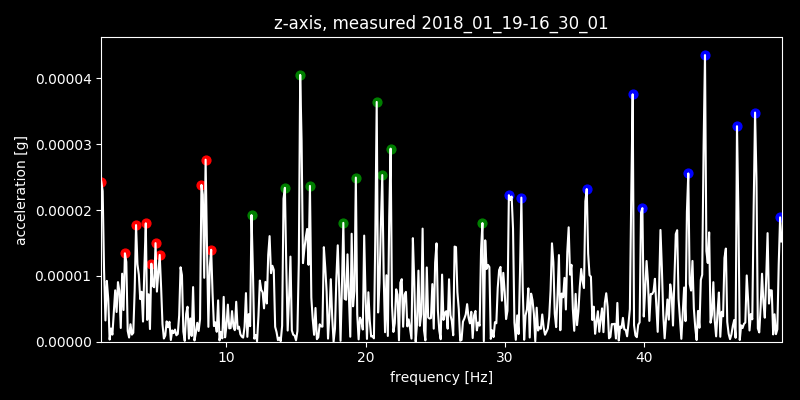 z-axis, measured 2018_01_19-16_30_01
acceleration [g]
0.00004
0.00003
0.00002
0.00001
0.00000
10 20 30 40
frequency [Hz]